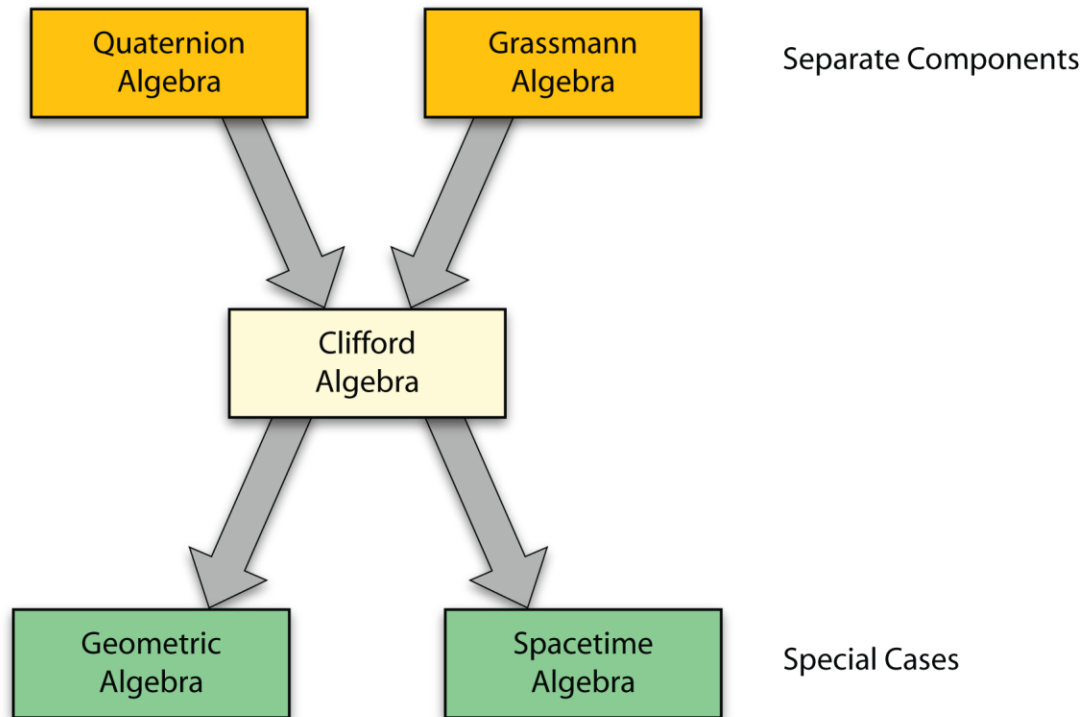 Quaternion
Algebra
Grassmann
Algebra
Separate Components
Clifford
Algebra
Geometric
Algebra
Spacetime
Algebra
Special Cases